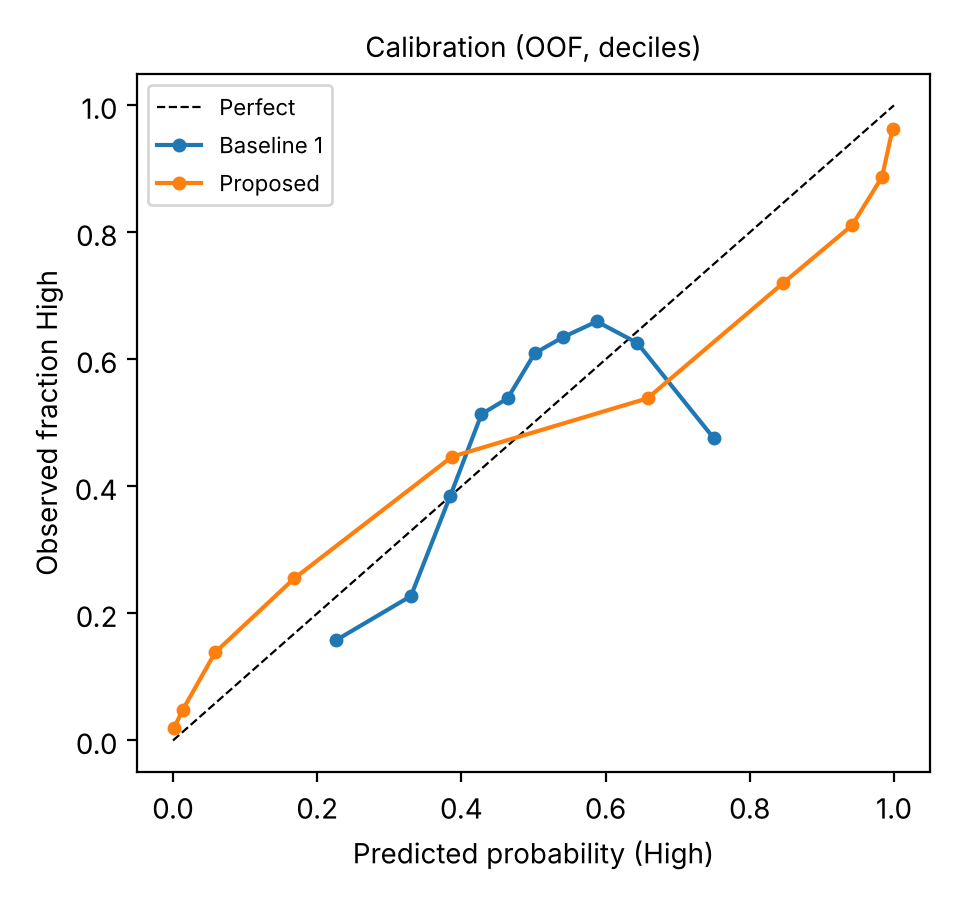 Calibration (OOF, deciles)
Perfect
Baseline 1
Proposed
1.0
0.8
0.6
0.4
0.2
0.0
Observed fraction High
0.0 0.2 0.4 0.6 0.8 1.0
Predicted probability (High)